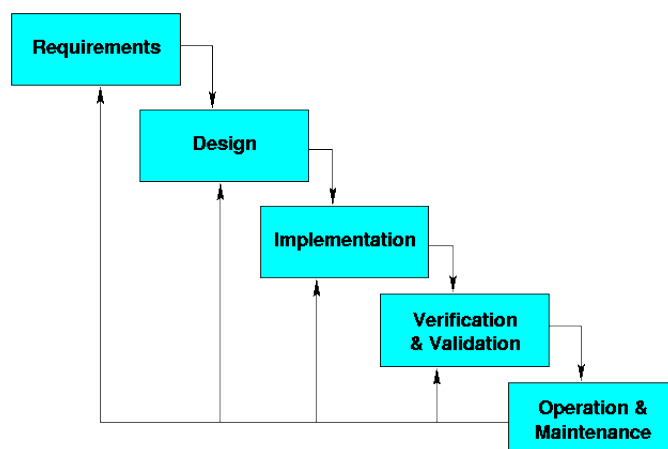 Requirements
Design
Implementation
Verification
& Validation
Operation &
Maintenance